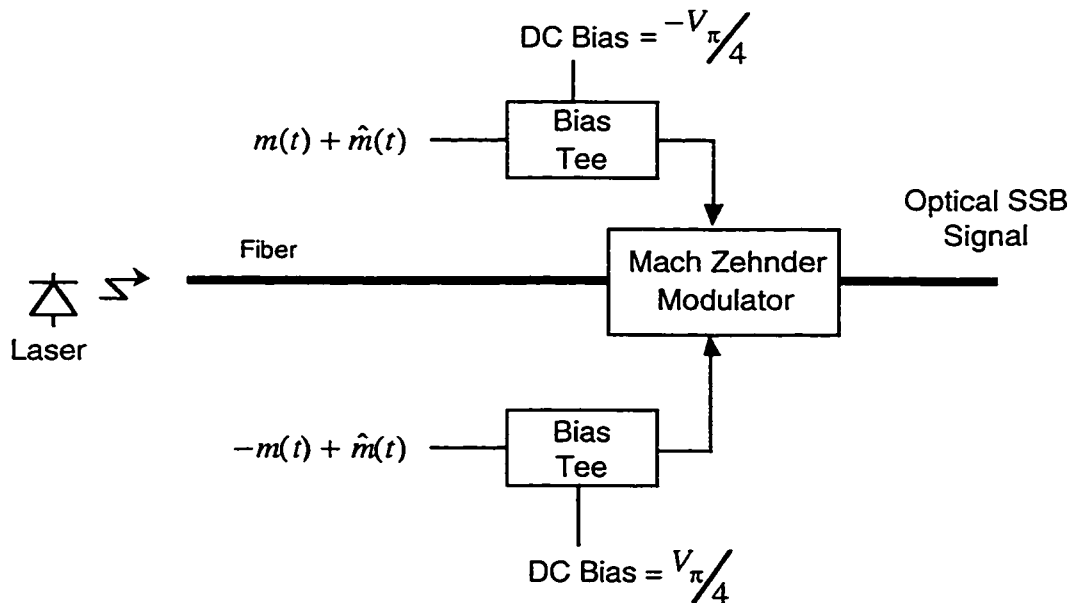 DC Bias = -Vπ/4
m(t) + m̂(t)
Bias
Tee
Optical SSB
Signal
Fiber
Mach Zehnder
Modulator
Laser
-m(t) + m̂(t)
Bias
Tee
DC Bias = Vπ/4